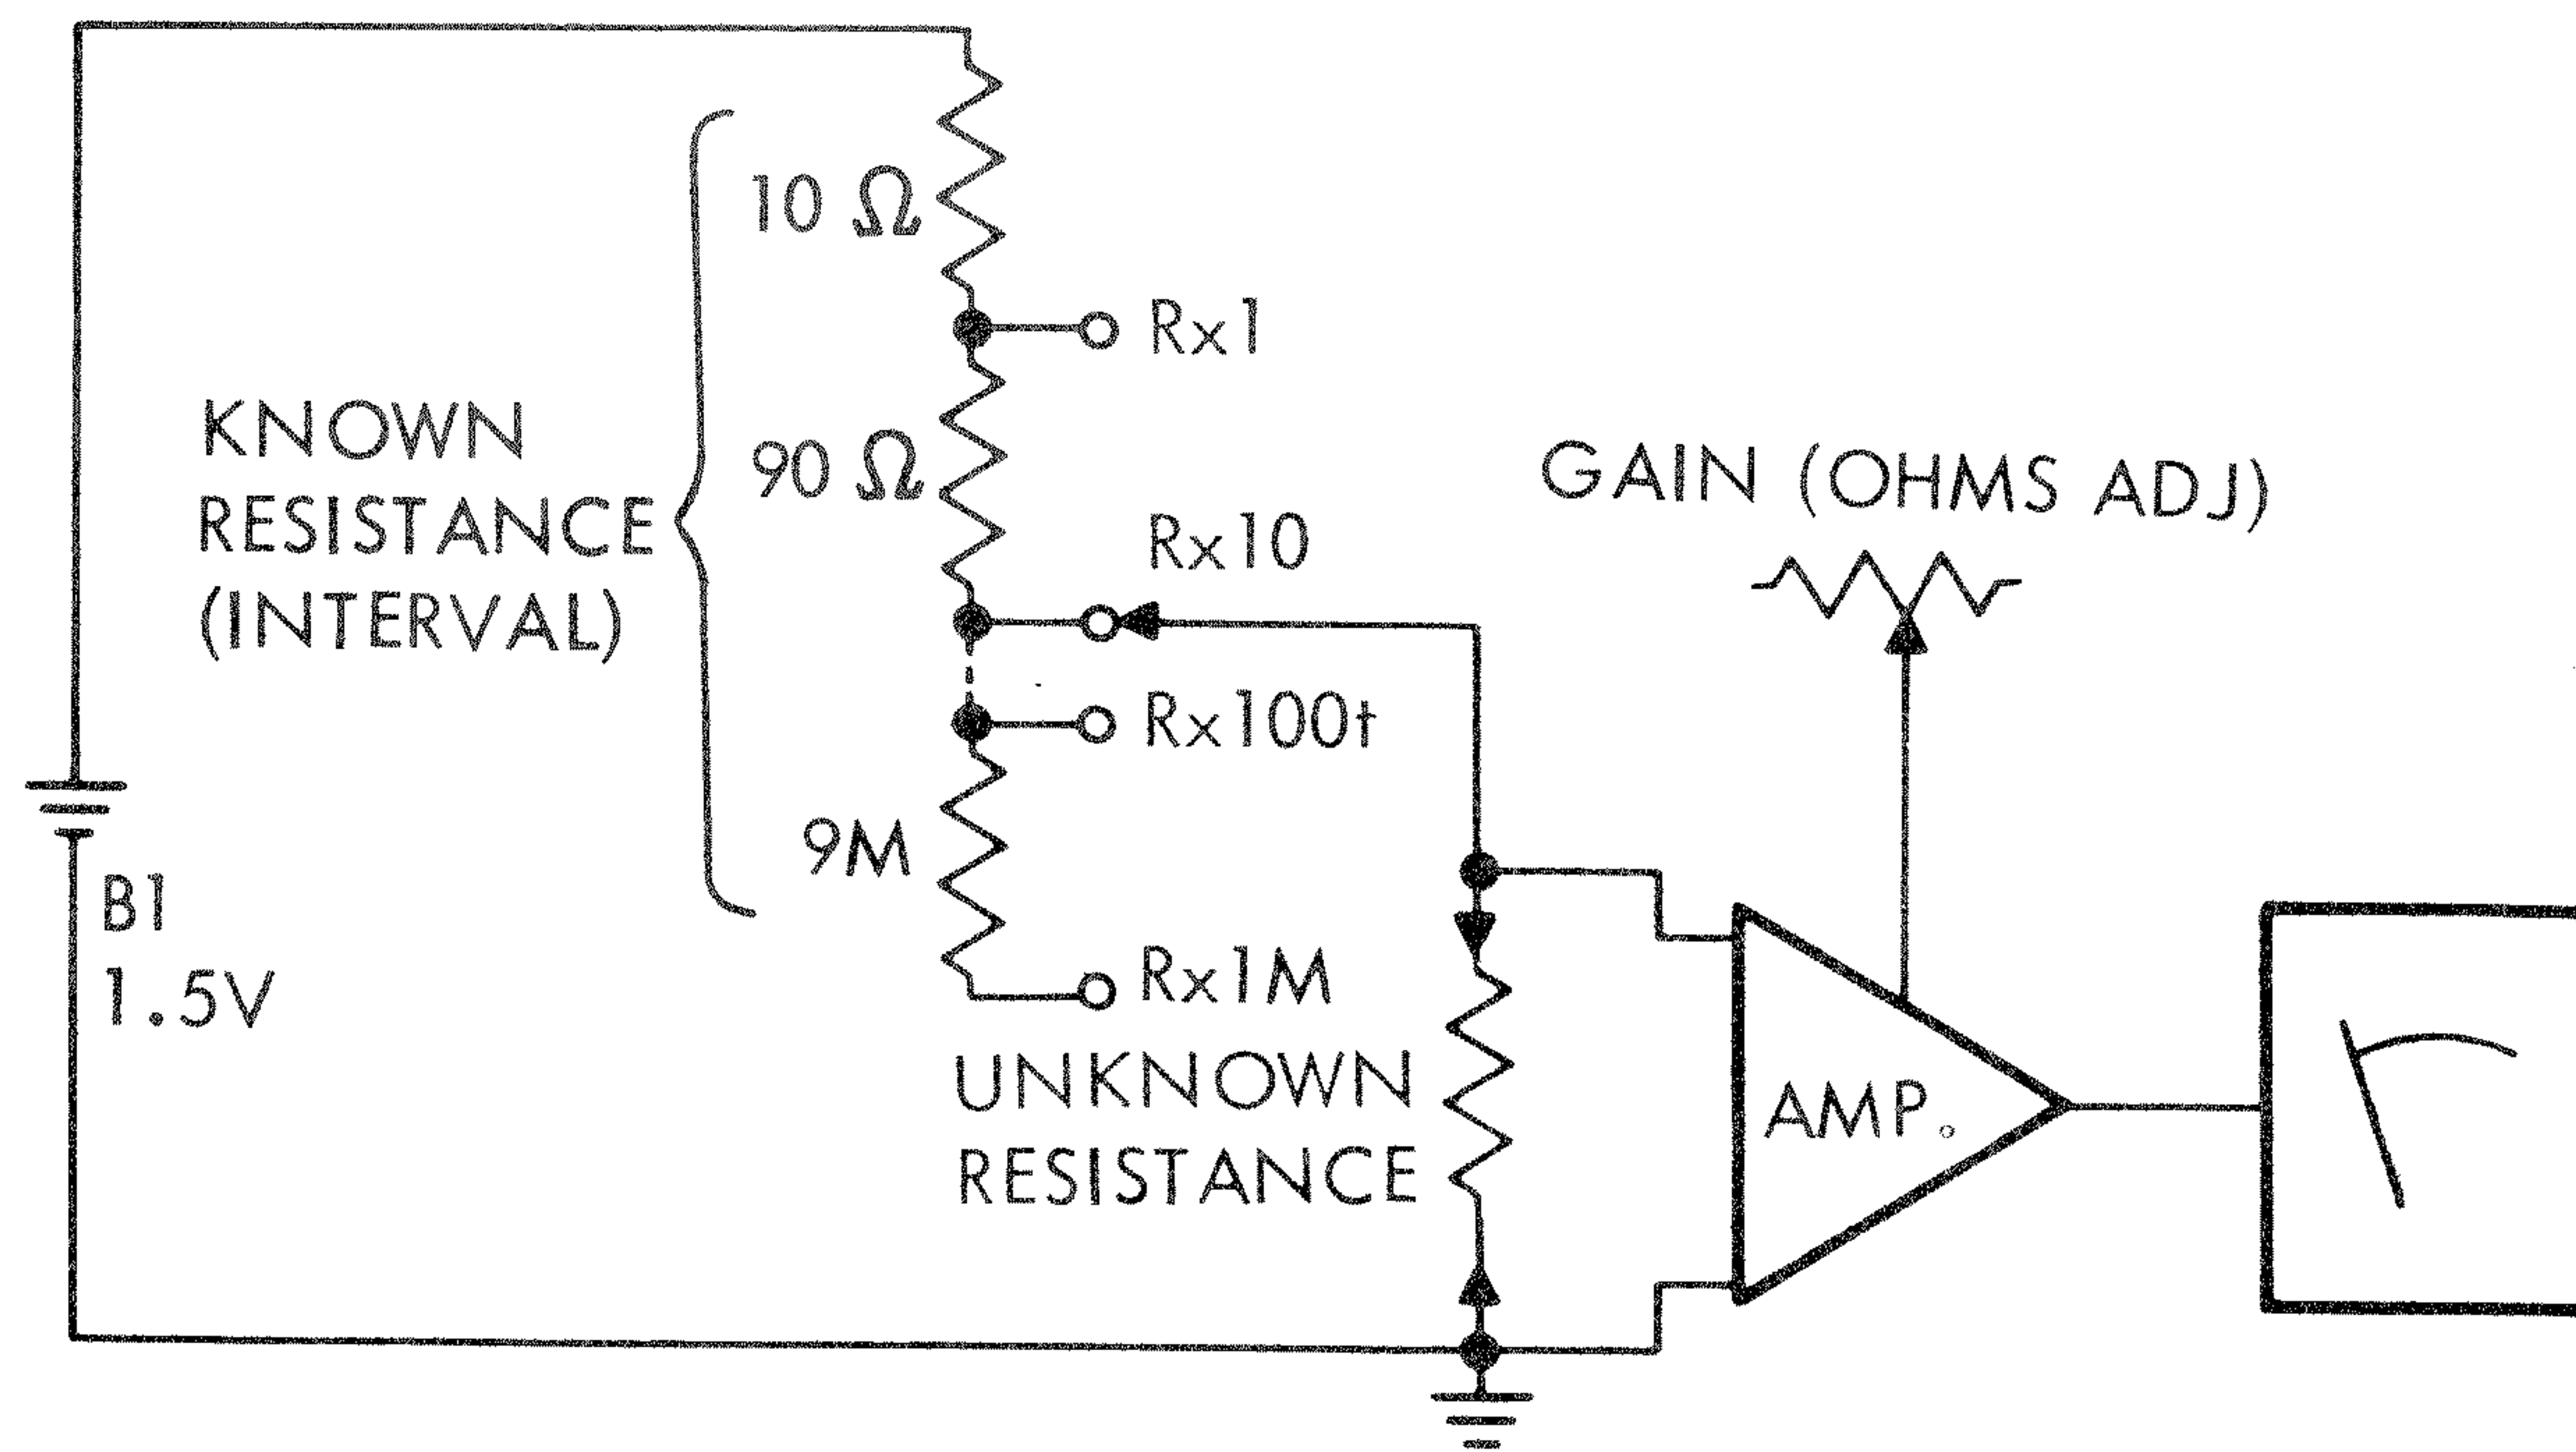 10 Ω
Rx1
KNOWN
RESISTANCE
(INTERVAL)
90 Ω
GAIN (OHMS ADJ)
Rx10
Rx100t
9M
B1
1.5V
Rx1M
UNKNOWN
RESISTANCE
AMP.